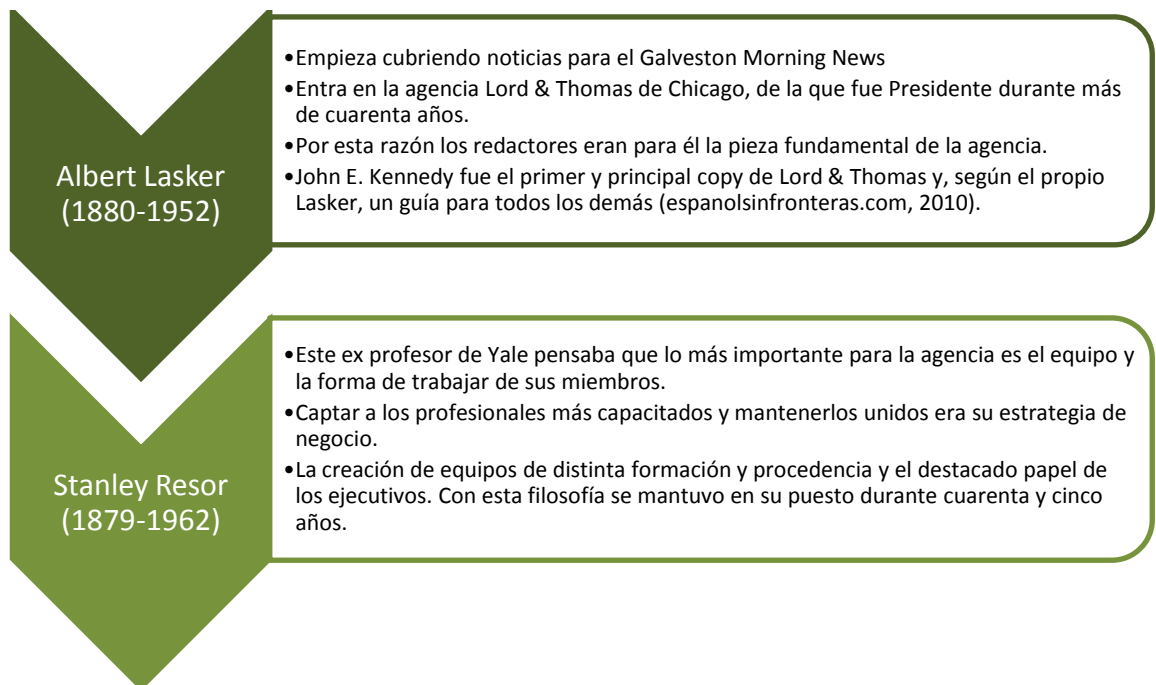 Albert Lasker
(1880-1952)
•Empieza cubriendo noticias para el Galveston Morning News
•Entra en la agencia Lord & Thomas de Chicago, de la que fue Presidente durante más
de cuarenta años.
•Por esta razón los redactores eran para él la pieza fundamental de la agencia.
•John E. Kennedy fue el primer y principal copy de Lord & Thomas y, según el propio
Lasker, un guía para todos los demás (espanolsinfronteras.com, 2010).
Stanley Resor
(1879-1962)
•Este ex profesor de Yale pensaba que lo más importante para la agencia es el equipo y
la forma de trabajar de sus miembros.
•Captar a los profesionales más capacitados y mantenerlos unidos era su estrategia de
negocio.
•La creación de equipos de distinta formación y procedencia y el destacado papel de
los ejecutivos. Con esta filosofía se mantuvo en su puesto durante cuarenta y cinco
años.